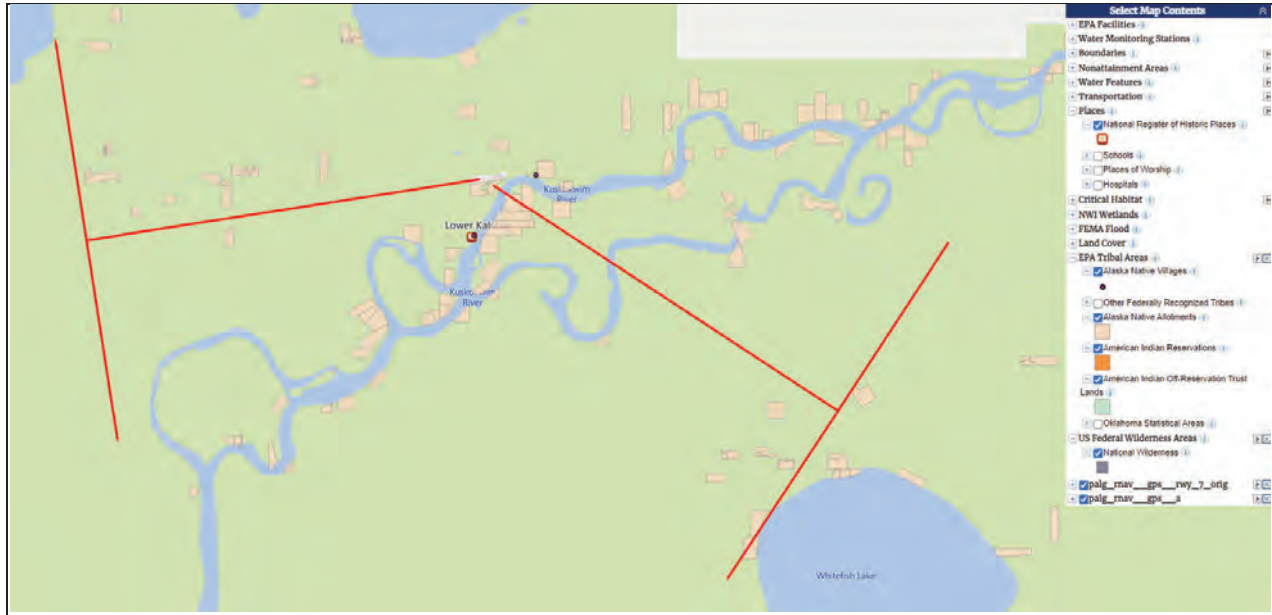 Select Map Contents
EPA Facilities
Water Monitoring Stations
Boundaries
Nonattainment Areas
Water Features
Transportation
Places
National Register of Historic Places
Schools
Places of Worship
Hospitals
Critical Habitat
NWI Wetlands
FEMA Flood
Land Cover
EPA Tribal Areas
Alaska Native Villages
Other Federally Recognized Tribes
Alaska Native Allotments
American Indian Reservations
American Indian Off-Reservation Trust
Lands
Oklahoma Statistical Areas
US Federal Wilderness Areas
National Wilderness
palg_rnav__gps__rwy_7_orig
palg_rnav__gps__a
Kuskokwim
River
Lower Kal
Kuskokwim
River
Whitefish Lake